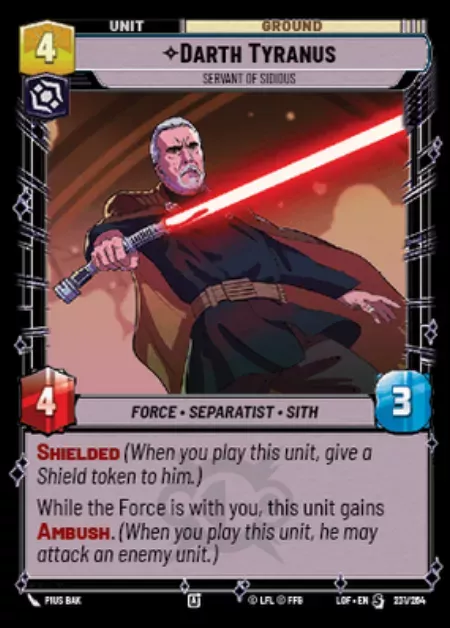 UNIT
GROUND
4
DARTH TYRANUS
SERVANT OF SIDIOUS
4
FORCE • SEPARATIST • SITH
3
SHIELDED (When you play this unit, give a
Shield token to him.)
While the Force is with you, this unit gains
AMBUSH. (When you play this unit, he may
attack an enemy unit.)
PIUS BAK
A
© LFL © FFG
LOF • EN
231/264